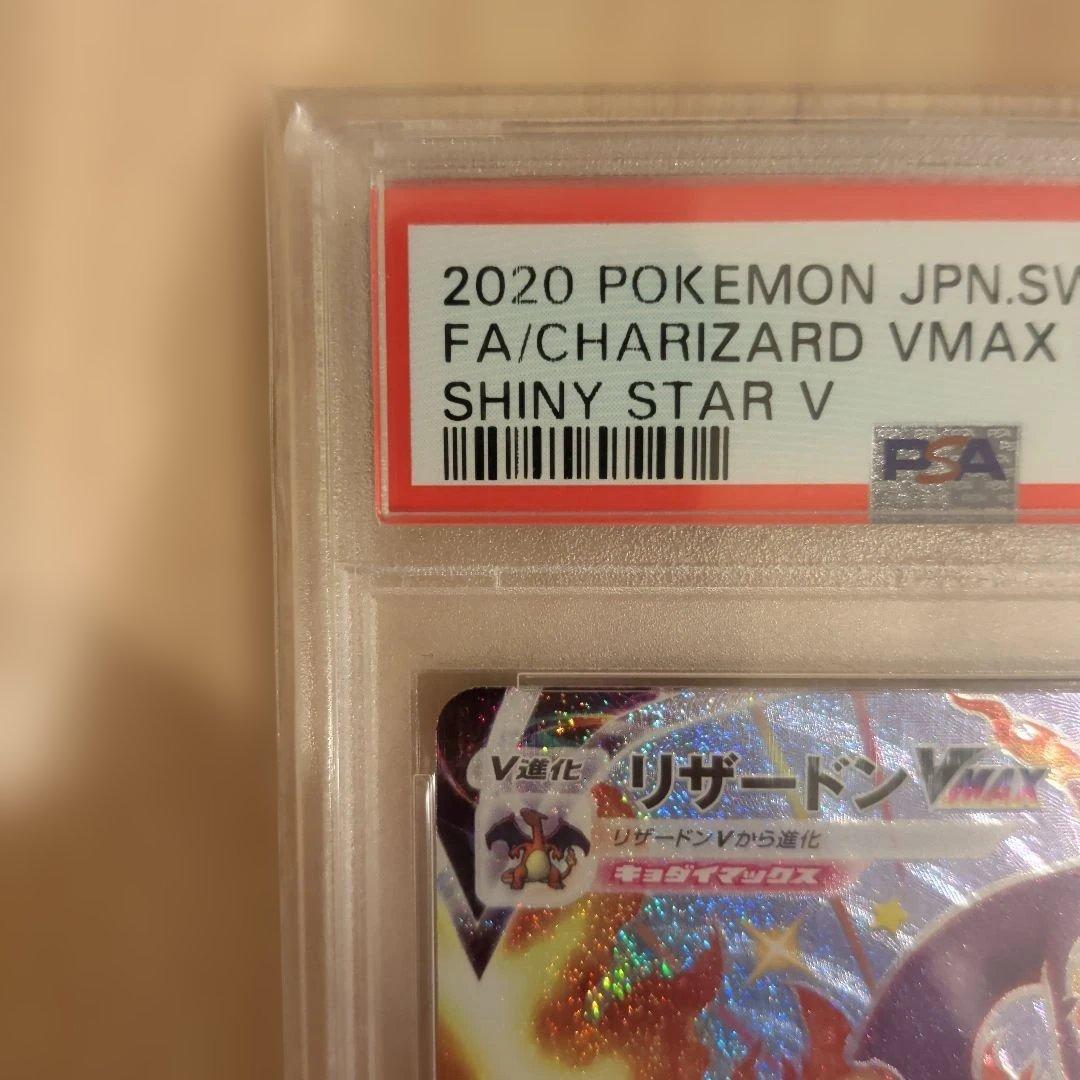 2020 POKEMON JPN.SW
FA/CHARIZARD VMAX
SHINY STAR V
PSA
V進化
リザードンVMAX
リザードンVから進化
キョダイマックス